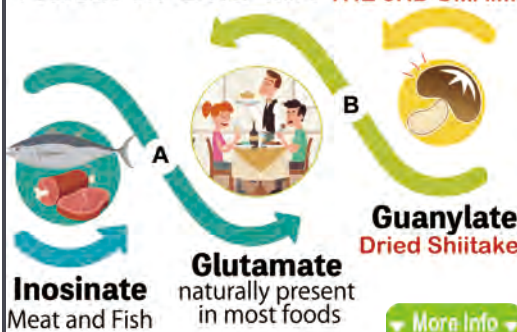 A
B
Guanylate
Dried Shiitake
Glutamate
naturally present
in most foods
Inosinate
Meat and Fish
More Info